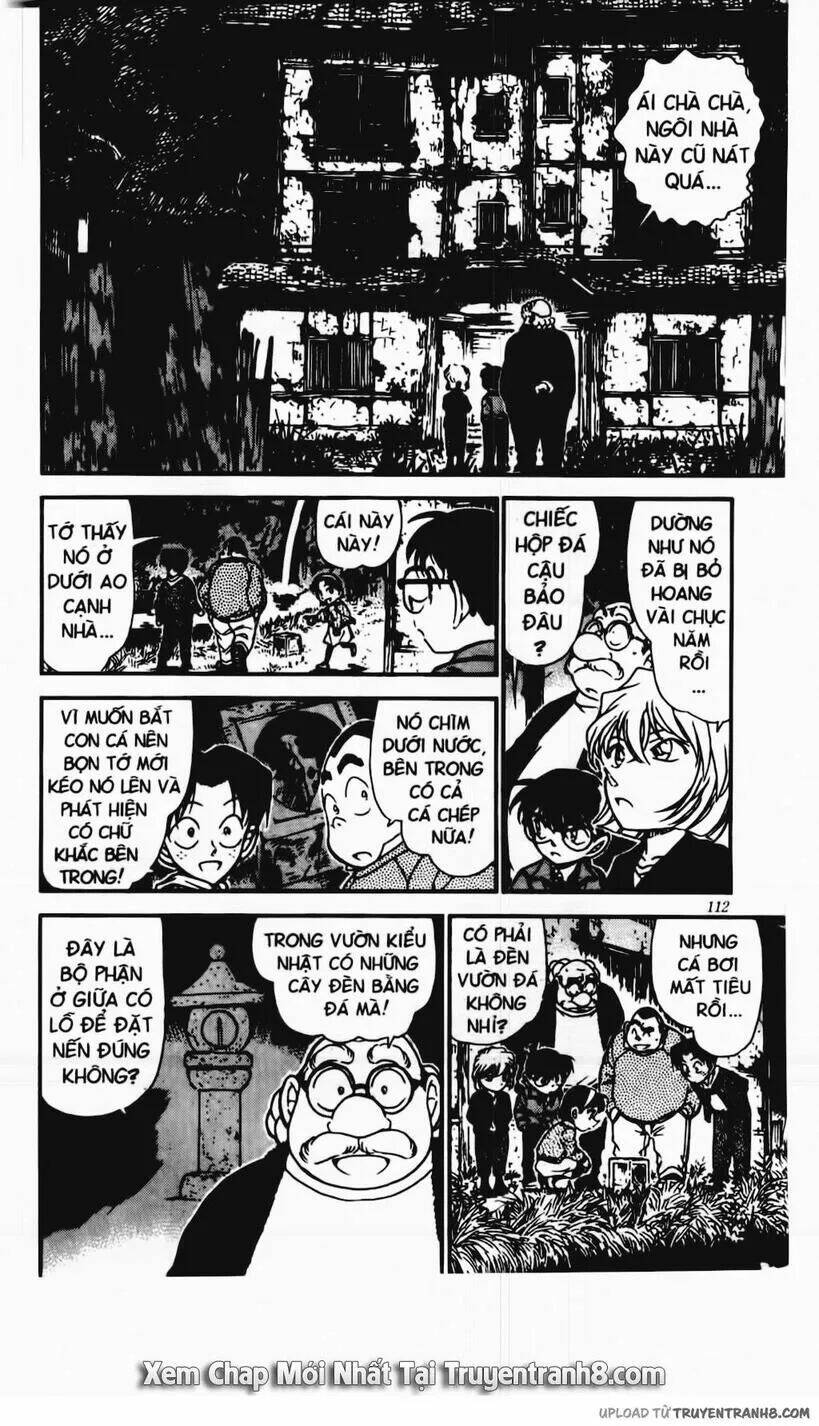 ÁI CHÀ CHÀ,
NGÔI NHÀ
NÀY CŨ NÁT
QUÁ...
DƯỜNG
NHƯ NÓ
ĐÃ BỊ BỎ
HOANG
VÀI CHỤC
NĂM
RỒI
...
CHIẾC
HỘP ĐÁ
CẬU
BẢO
ĐÂU
?
CÁI NÀY
NÀY!
TỚ THẤY
NÓ Ở
DƯỚI AO
CẠNH
NHÀ...
NÓ CHÌM
DƯỚI NƯỚC,
BÊN TRONG
CÓ CẢ
CÁ CHÉP
NỮA!
VÌ MUỐN BẮT
CON CÁ NÊN
BỌN TỚ MỚI
KÉO NÓ LÊN VÀ
PHÁT HIỆN
CÓ CHỮ
KHẮC BÊN
TRONG!
112
NHƯNG
CÁ BƠI
MẤT TIÊU
RỒI...
CÓ PHẢI
LÀ ĐÈN
VƯỜN ĐÁ
KHÔNG
NHỈ?
TRONG VƯỜN KIỂU
NHẬT CÓ NHỮNG
CÂY ĐÈN BẰNG
ĐÁ MÀ!
ĐÂY LÀ
BỘ PHẬN
Ở GIỮA CÓ
LỖ ĐỂ ĐẶT
NẾN ĐÚNG
KHÔNG?
Xem Chap Mới Nhất Tại Truyentranh8.com
UPLOAD TỪ TRUYENTRANH8.COM